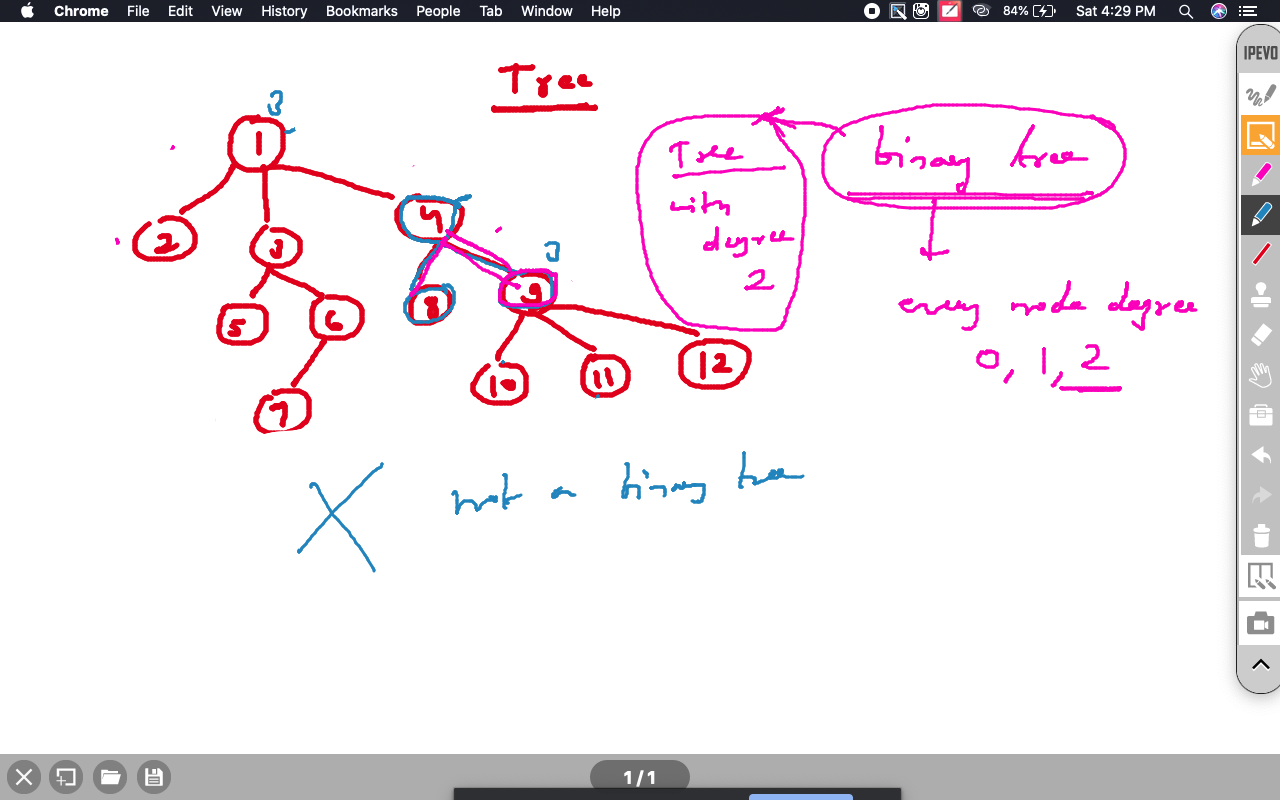 Chrome File Edit View History Bookmarks People Tab Window Help 84% Sat 4:29 PM
IPEVO
Tree
3
1
2
3
4
3
5
6
8
9
7
10
11
12
Tree
with
degree
2
binary tree
every node degree
0, 1, 2
not a binary tree
1/1